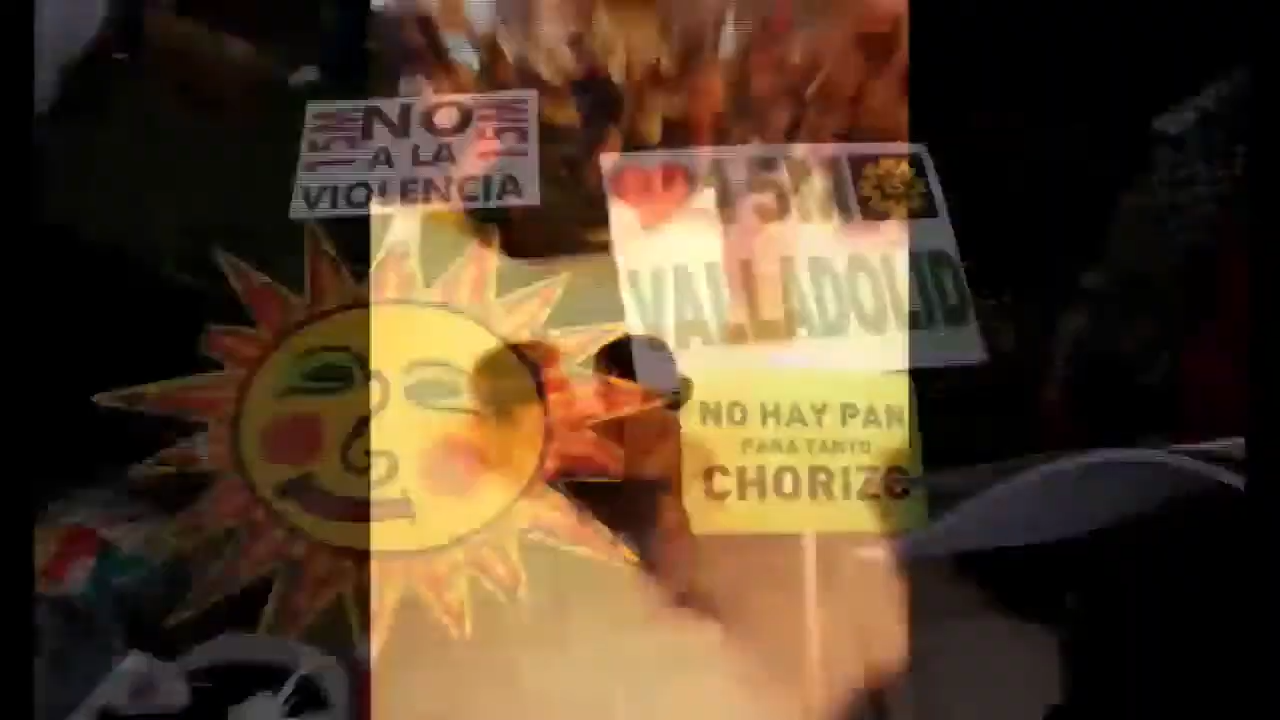 15M NO 15M
A LA
VIOLENCIA
15M
VALLADOLID
NO HAY PAN
PARA TANTO
CHORIZO